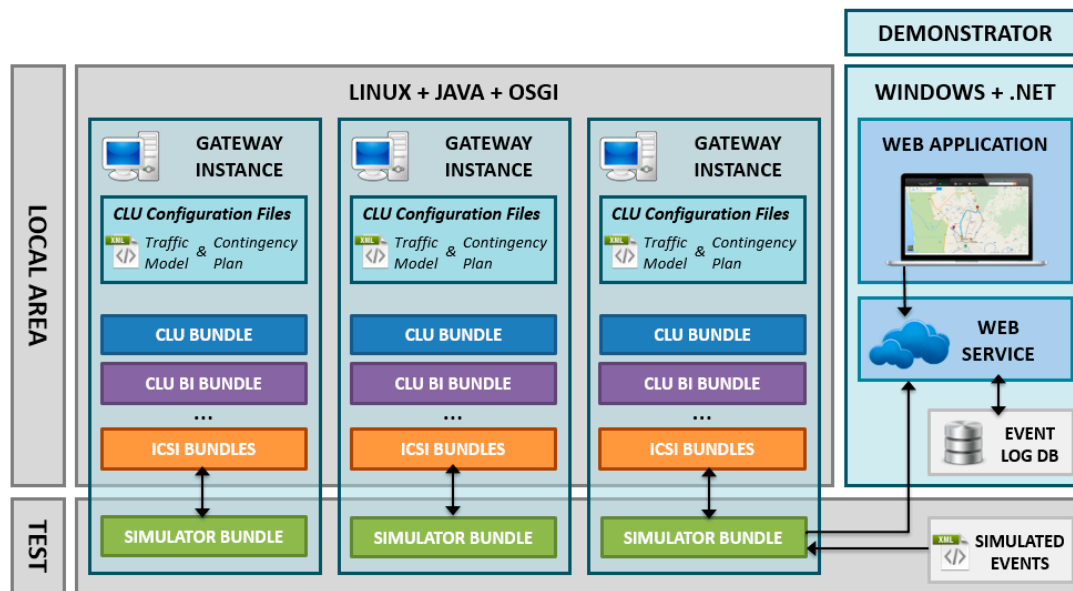 DEMONSTRATOR
LOCAL AREA
LINUX + JAVA + OSGI
GATEWAY
INSTANCE
CLU Configuration Files
XML
Traffic
Model
&
Contingency
Plan
CLU BUNDLE
CLU BI BUNDLE
...
ICSI BUNDLES
SIMULATOR BUNDLE
GATEWAY
INSTANCE
CLU Configuration Files
XML
Traffic
Model
&
Contingency
Plan
CLU BUNDLE
CLU BI BUNDLE
...
ICSI BUNDLES
SIMULATOR BUNDLE
GATEWAY
INSTANCE
CLU Configuration Files
XML
Traffic
Model
&
Contingency
Plan
CLU BUNDLE
CLU BI BUNDLE
...
ICSI BUNDLES
SIMULATOR BUNDLE
WINDOWS + .NET
WEB APPLICATION
WEB
SERVICE
EVENT
LOG DB
TEST
XML
SIMULATED
EVENTS